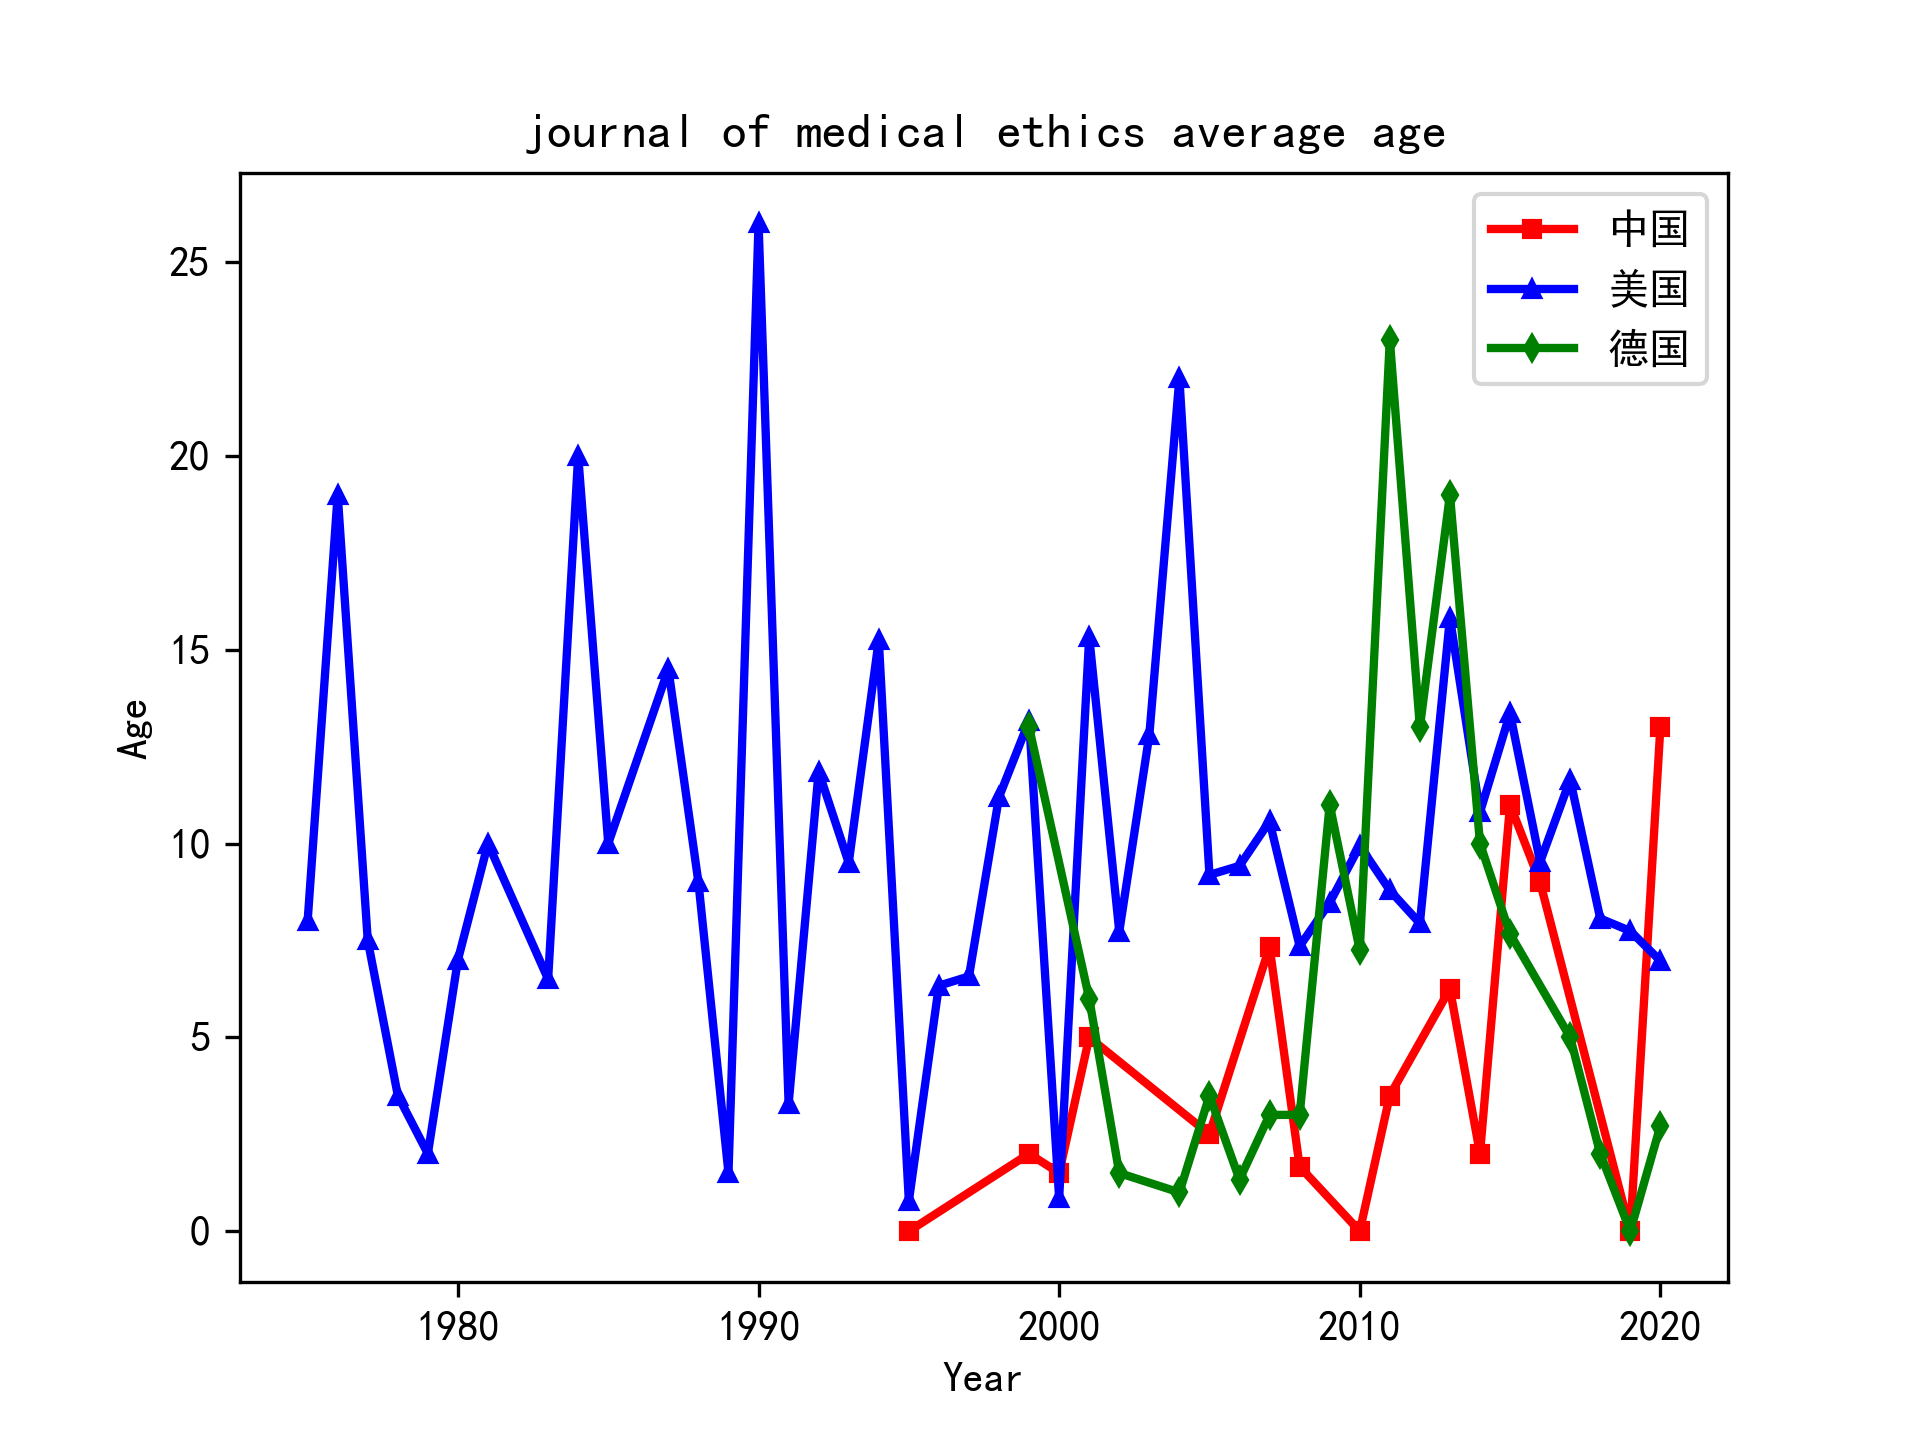 journal of medical ethics average age
中国
美国
德国
25
20
15
10
5
0
Age
1980 1990 2000 2010 2020
Year